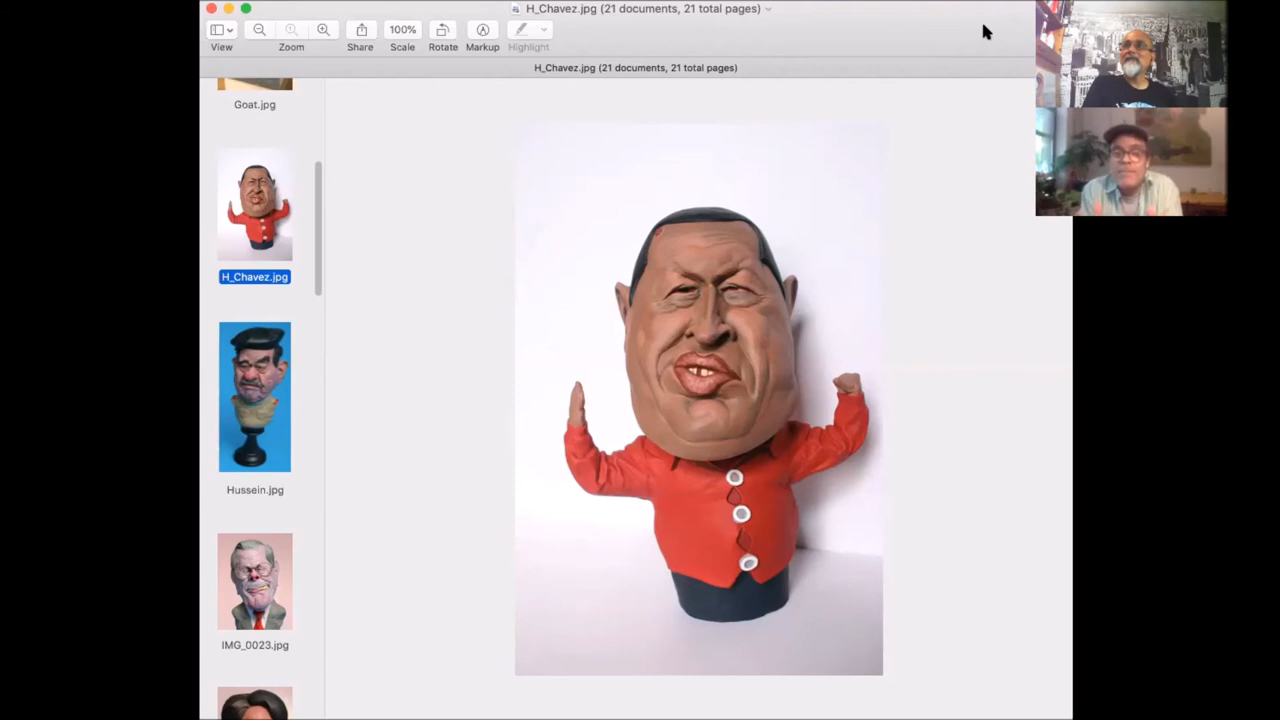 H_Chavez.jpg (21 documents, 21 total pages)
View
Zoom
Share
100%
Scale
Rotate
Markup
Highlight
H_Chavez.jpg (21 documents, 21 total pages)
Goat.jpg
H_Chavez.jpg
Hussein.jpg
IMG_0023.jpg